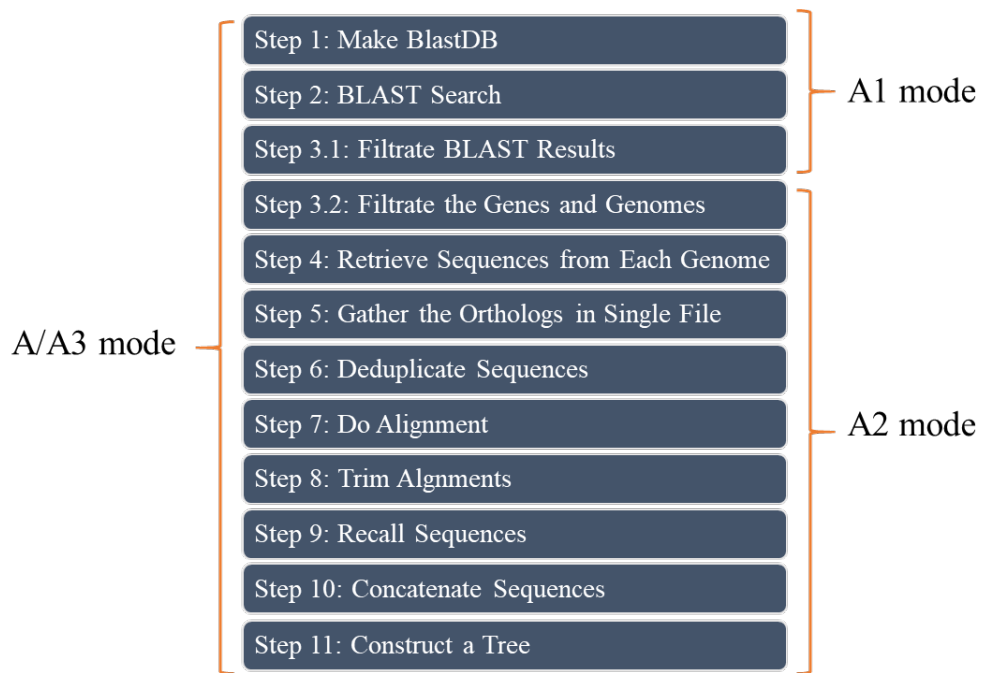 Step 1: Make BlastDB
Step 2: BLAST Search
A1 mode
Step 3.1: Filtrate BLAST Results
Step 3.2: Filtrate the Genes and Genomes
Step 4: Retrieve Sequences from Each Genome
Step 5: Gather the Orthologs in Single File
A/A3 mode
Step 6: Deduplicate Sequences
Step 7: Do Alignment
A2 mode
Step 8: Trim Algnments
Step 9: Recall Sequences
Step 10: Concatenate Sequences
Step 11: Construct a Tree